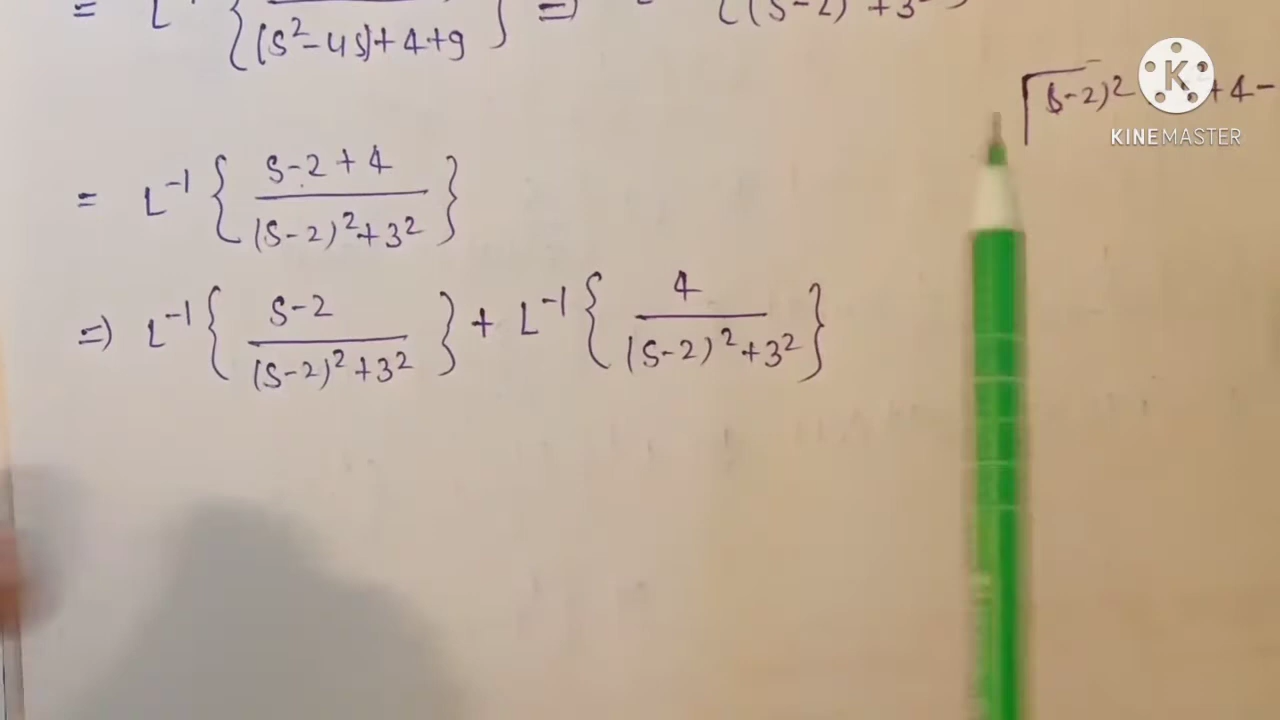 (s²-4s)+4+9
(s-2)²+4-
KINEMASTER
= L⁻¹{ s-2+4 / (s-2)²+3² }
=) L⁻¹{ s-2 / (s-2)²+3² } + L⁻¹{ 4 / (s-2)²+3² }